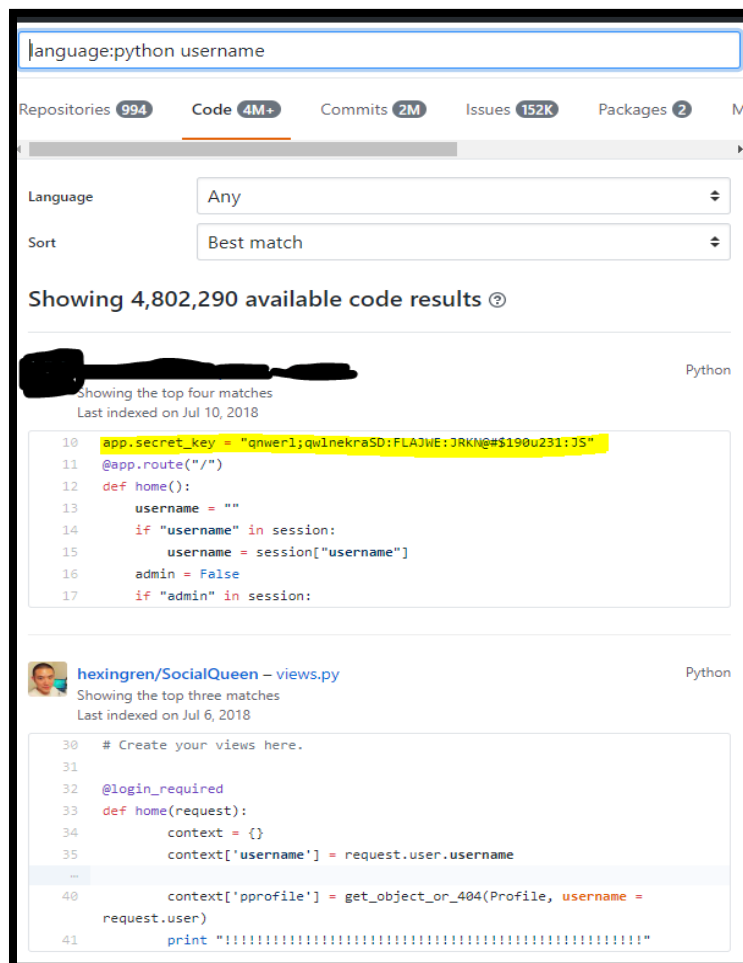 language:python username
Repositories 994 Code 4M+ Commits 2M Issues 152K Packages 2 M
Language Any
Sort Best match
Showing 4,802,290 available code results ?
Python
Showing the top four matches
Last indexed on Jul 10, 2018
10 app.secret_key = "qnwerl;qwlnekraSD:FLAJWE:JRKN@#$190u231:JS"
11 @app.route("/")
12 def home():
13 username = ""
14 if "username" in session:
15 username = session["username"]
16 admin = False
17 if "admin" in session:
hexingren/SocialQueen – views.py Python
Showing the top three matches
Last indexed on Jul 6, 2018
30 # Create your views here.
31
32 @login_required
33 def home(request):
34 context = {}
35 context['username'] = request.user.username
…
40 context['pprofile'] = get_object_or_404(Profile, username =
request.user)
41 print "!!!!!!!!!!!!!!!!!!!!!!!!!!!!!!!!!!!!!!!!!!!!!!!!!!!!"